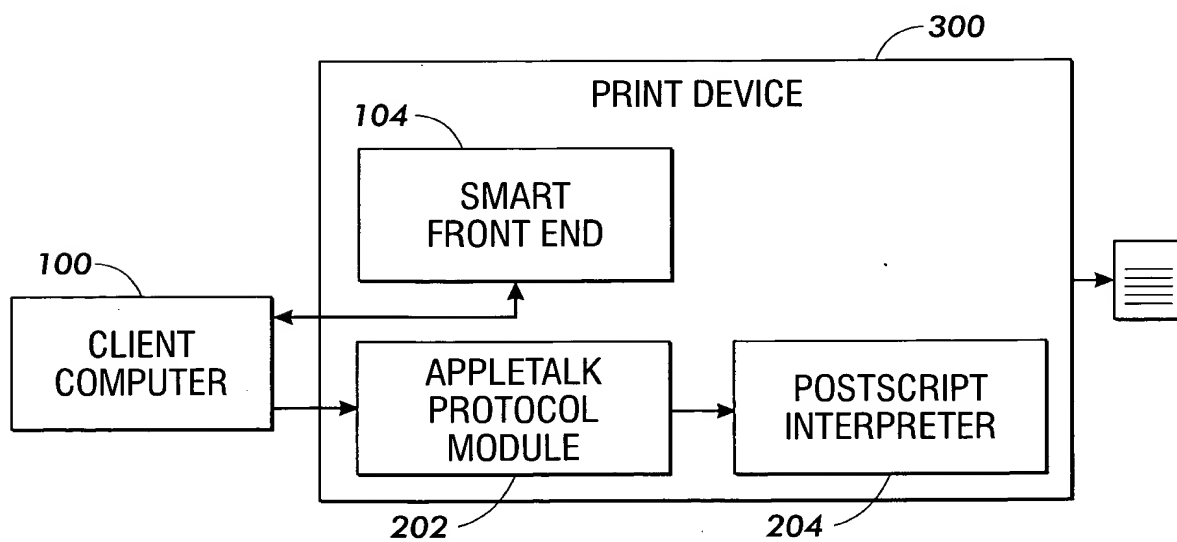 300
PRINT DEVICE
104
SMART
FRONT END
100
CLIENT
COMPUTER
APPLETALK
PROTOCOL
MODULE
POSTSCRIPT
INTERPRETER
202
204